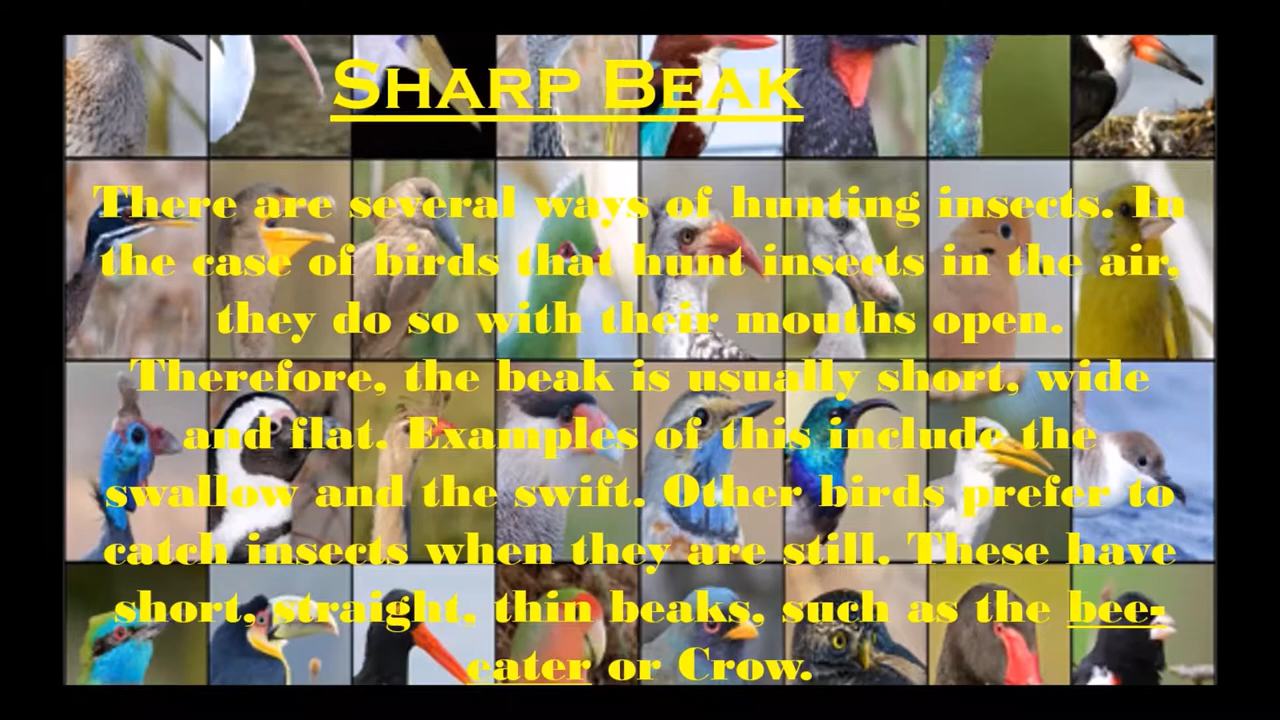 Sharp Beak
There are several ways of hunting insects. In
the case of birds that hunt insects in the air,
they do so with their mouths open.
Therefore, the beak is usually short, wide
and flat. Examples of this include the
swallow and the swift. Other birds prefer to
catch insects when they are still. These have
short, straight, thin beaks, such as the bee-
eater or Crow.